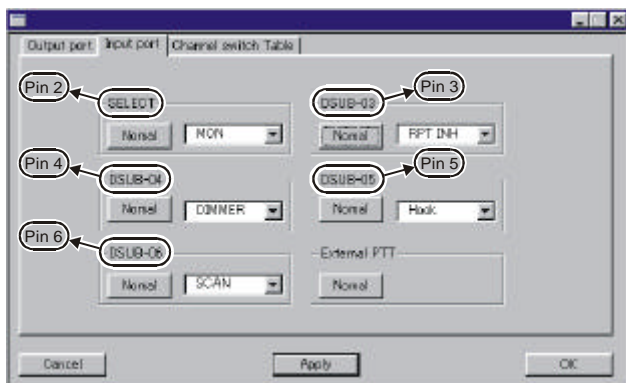 Output port Input port Channel switch Table
Pin 2 SELECT
Normal MON
DSUB-03 Pin 3
Normal RPT INH
Pin 4 DSUB-04
Normal DIMMER
DSUB-05 Pin 5
Normal Hook
Pin 6 DSUB-06
Normal SCAN
External PTT
Normal
Cancel Apply OK